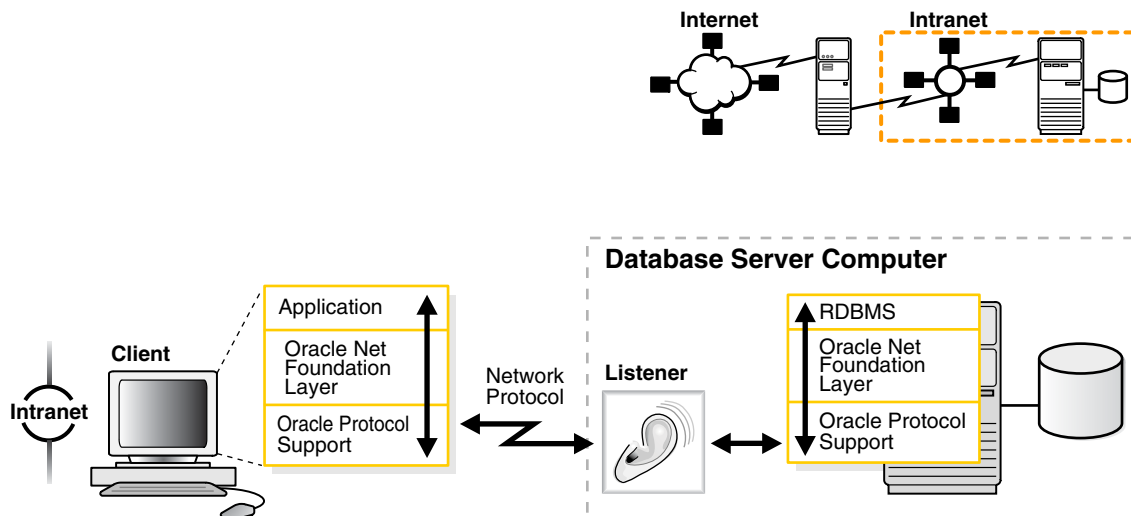 Internet
Intranet
Database Server Computer
Application
Oracle Net
Foundation
Layer
Oracle Protocol
Support
Client
Intranet
Network
Protocol
Listener
RDBMS
Oracle Net
Foundation
Layer
Oracle Protocol
Support